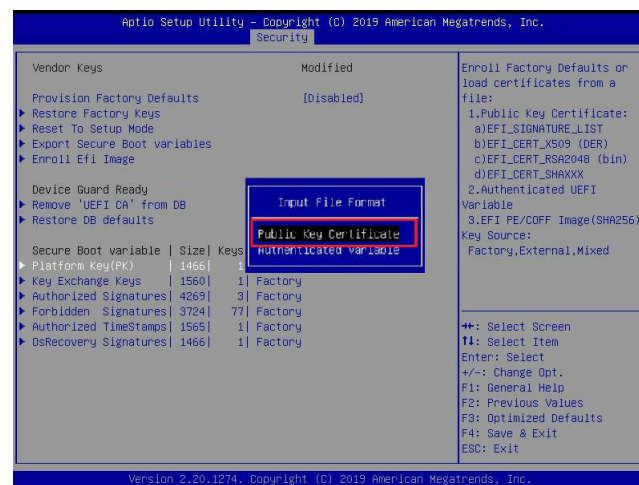 Aptio Setup Utility – Copyright (C) 2019 American Megatrends, Inc.
Security
Vendor Keys Modified
Provision Factory Defaults [Disabled]
Restore Factory Keys
Reset To Setup Mode
Export Secure Boot variables
Enroll Efi Image
Device Guard Ready
Remove 'UEFI CA' from DB
Restore DB defaults
Secure Boot variable | Size| Keys
Platform Key(PK) | 1466| 1
Key Exchange Keys | 1560| 1| Factory
Authorized Signatures| 4269| 3| Factory
Forbidden Signatures| 3724| 77| Factory
Authorized TimeStamps| 1565| 1| Factory
OsRecovery Signatures| 1466| 1| Factory
Input File Format
Public Key Certificate
Authenticated Variable
Enroll Factory Defaults or
load certificates from a
file:
1.Public Key Certificate:
a)EFI_SIGNATURE_LIST
b)EFI_CERT_X509 (DER)
c)EFI_CERT_RSA2048 (bin)
d)EFI_CERT_SHAXXX
2.Authenticated UEFI
Variable
3.EFI PE/COFF Image(SHA256)
Key Source:
Factory,External,Mixed
→←: Select Screen
↑↓: Select Item
Enter: Select
+/-: Change Opt.
F1: General Help
F2: Previous Values
F3: Optimized Defaults
F4: Save & Exit
ESC: Exit
Version 2.20.1274. Copyright (C) 2019 American Megatrends, Inc.